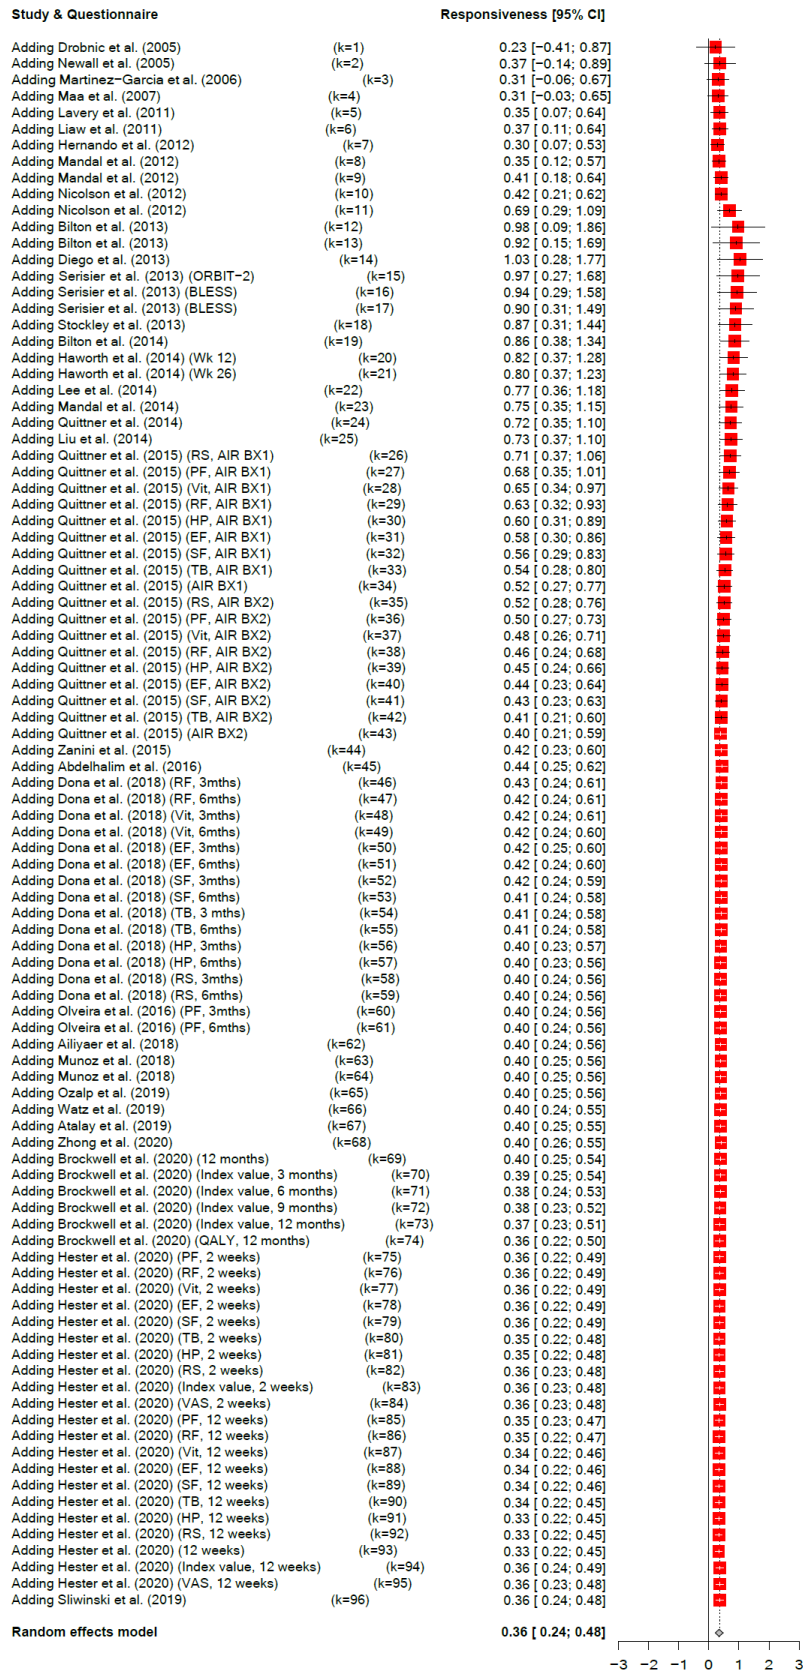 Study & Questionnaire Responsiveness [95% CI]
Adding Drobnic et al. (2005) (k=1) 0.23 [−0.41; 0.87]
Adding Newall et al. (2005) (k=2) 0.37 [−0.14; 0.89]
Adding Martinez−Garcia et al. (2006) (k=3) 0.31 [−0.06; 0.67]
Adding Maa et al. (2007) (k=4) 0.31 [−0.03; 0.65]
Adding Lavery et al. (2011) (k=5) 0.35 [ 0.07; 0.64]
Adding Liaw et al. (2011) (k=6) 0.37 [ 0.11; 0.64]
Adding Hernando et al. (2012) (k=7) 0.30 [ 0.07; 0.53]
Adding Mandal et al. (2012) (k=8) 0.35 [ 0.12; 0.57]
Adding Mandal et al. (2012) (k=9) 0.41 [ 0.18; 0.64]
Adding Nicolson et al. (2012) (k=10) 0.42 [ 0.21; 0.62]
Adding Nicolson et al. (2012) (k=11) 0.69 [ 0.29; 1.09]
Adding Bilton et al. (2013) (k=12) 0.98 [ 0.09; 1.86]
Adding Bilton et al. (2013) (k=13) 0.92 [ 0.15; 1.69]
Adding Diego et al. (2013) (k=14) 1.03 [ 0.28; 1.77]
Adding Serisier et al. (2013) (ORBIT−2) (k=15) 0.97 [ 0.27; 1.68]
Adding Serisier et al. (2013) (BLESS) (k=16) 0.94 [ 0.29; 1.58]
Adding Serisier et al. (2013) (BLESS) (k=17) 0.90 [ 0.31; 1.49]
Adding Stockley et al. (2013) (k=18) 0.87 [ 0.31; 1.44]
Adding Bilton et al. (2014) (k=19) 0.86 [ 0.38; 1.34]
Adding Haworth et al. (2014) (Wk 12) (k=20) 0.82 [ 0.37; 1.28]
Adding Haworth et al. (2014) (Wk 26) (k=21) 0.80 [ 0.37; 1.23]
Adding Lee et al. (2014) (k=22) 0.77 [ 0.36; 1.18]
Adding Mandal et al. (2014) (k=23) 0.75 [ 0.35; 1.15]
Adding Quittner et al. (2014) (k=24) 0.72 [ 0.35; 1.10]
Adding Liu et al. (2014) (k=25) 0.73 [ 0.37; 1.10]
Adding Quittner et al. (2015) (RS, AIR BX1) (k=26) 0.71 [ 0.37; 1.06]
Adding Quittner et al. (2015) (PF, AIR BX1) (k=27) 0.68 [ 0.35; 1.01]
Adding Quittner et al. (2015) (Vit, AIR BX1) (k=28) 0.65 [ 0.34; 0.97]
Adding Quittner et al. (2015) (RF, AIR BX1) (k=29) 0.63 [ 0.32; 0.93]
Adding Quittner et al. (2015) (HP, AIR BX1) (k=30) 0.60 [ 0.31; 0.89]
Adding Quittner et al. (2015) (EF, AIR BX1) (k=31) 0.58 [ 0.30; 0.86]
Adding Quittner et al. (2015) (SF, AIR BX1) (k=32) 0.56 [ 0.29; 0.83]
Adding Quittner et al. (2015) (TB, AIR BX1) (k=33) 0.54 [ 0.28; 0.80]
Adding Quittner et al. (2015) (AIR BX1) (k=34) 0.52 [ 0.27; 0.77]
Adding Quittner et al. (2015) (RS, AIR BX2) (k=35) 0.52 [ 0.28; 0.76]
Adding Quittner et al. (2015) (PF, AIR BX2) (k=36) 0.50 [ 0.27; 0.73]
Adding Quittner et al. (2015) (Vit, AIR BX2) (k=37) 0.48 [ 0.26; 0.71]
Adding Quittner et al. (2015) (RF, AIR BX2) (k=38) 0.46 [ 0.24; 0.68]
Adding Quittner et al. (2015) (HP, AIR BX2) (k=39) 0.45 [ 0.24; 0.66]
Adding Quittner et al. (2015) (EF, AIR BX2) (k=40) 0.44 [ 0.23; 0.64]
Adding Quittner et al. (2015) (SF, AIR BX2) (k=41) 0.43 [ 0.23; 0.63]
Adding Quittner et al. (2015) (TB, AIR BX2) (k=42) 0.41 [ 0.21; 0.60]
Adding Quittner et al. (2015) (AIR BX2) (k=43) 0.40 [ 0.21; 0.59]
Adding Zanini et al. (2015) (k=44) 0.42 [ 0.23; 0.60]
Adding Abdelhalim et al. (2016) (k=45) 0.44 [ 0.25; 0.62]
Adding Dona et al. (2018) (RF, 3mths) (k=46) 0.43 [ 0.24; 0.61]
Adding Dona et al. (2018) (RF, 6mths) (k=47) 0.42 [ 0.24; 0.61]
Adding Dona et al. (2018) (Vit, 3mths) (k=48) 0.42 [ 0.24; 0.61]
Adding Dona et al. (2018) (Vit, 6mths) (k=49) 0.42 [ 0.24; 0.60]
Adding Dona et al. (2018) (EF, 3mths) (k=50) 0.42 [ 0.25; 0.60]
Adding Dona et al. (2018) (EF, 6mths) (k=51) 0.42 [ 0.24; 0.60]
Adding Dona et al. (2018) (SF, 3mths) (k=52) 0.42 [ 0.24; 0.59]
Adding Dona et al. (2018) (SF, 6mths) (k=53) 0.41 [ 0.24; 0.58]
Adding Dona et al. (2018) (TB, 3 mths) (k=54) 0.41 [ 0.24; 0.58]
Adding Dona et al. (2018) (TB, 6mths) (k=55) 0.41 [ 0.24; 0.58]
Adding Dona et al. (2018) (HP, 3mths) (k=56) 0.40 [ 0.23; 0.57]
Adding Dona et al. (2018) (HP, 6mths) (k=57) 0.40 [ 0.23; 0.56]
Adding Dona et al. (2018) (RS, 3mths) (k=58) 0.40 [ 0.24; 0.56]
Adding Dona et al. (2018) (RS, 6mths) (k=59) 0.40 [ 0.24; 0.56]
Adding Olveira et al. (2016) (PF, 3mths) (k=60) 0.40 [ 0.24; 0.56]
Adding Olveira et al. (2016) (PF, 6mths) (k=61) 0.40 [ 0.24; 0.56]
Adding Ailiyaer et al. (2018) (k=62) 0.40 [ 0.24; 0.56]
Adding Munoz et al. (2018) (k=63) 0.40 [ 0.25; 0.56]
Adding Munoz et al. (2018) (k=64) 0.40 [ 0.25; 0.56]
Adding Ozalp et al. (2019) (k=65) 0.40 [ 0.25; 0.56]
Adding Watz et al. (2019) (k=66) 0.40 [ 0.24; 0.55]
Adding Atalay et al. (2019) (k=67) 0.40 [ 0.25; 0.55]
Adding Zhong et al. (2020) (k=68) 0.40 [ 0.26; 0.55]
Adding Brockwell et al. (2020) (12 months) (k=69) 0.40 [ 0.25; 0.54]
Adding Brockwell et al. (2020) (Index value, 3 months) (k=70) 0.39 [ 0.25; 0.54]
Adding Brockwell et al. (2020) (Index value, 6 months) (k=71) 0.38 [ 0.24; 0.53]
Adding Brockwell et al. (2020) (Index value, 9 months) (k=72) 0.38 [ 0.23; 0.52]
Adding Brockwell et al. (2020) (Index value, 12 months) (k=73) 0.37 [ 0.23; 0.51]
Adding Brockwell et al. (2020) (QALY, 12 months) (k=74) 0.36 [ 0.22; 0.50]
Adding Hester et al. (2020) (PF, 2 weeks) (k=75) 0.36 [ 0.22; 0.49]
Adding Hester et al. (2020) (RF, 2 weeks) (k=76) 0.36 [ 0.22; 0.49]
Adding Hester et al. (2020) (Vit, 2 weeks) (k=77) 0.36 [ 0.22; 0.49]
Adding Hester et al. (2020) (EF, 2 weeks) (k=78) 0.36 [ 0.22; 0.49]
Adding Hester et al. (2020) (SF, 2 weeks) (k=79) 0.36 [ 0.22; 0.49]
Adding Hester et al. (2020) (TB, 2 weeks) (k=80) 0.35 [ 0.22; 0.48]
Adding Hester et al. (2020) (HP, 2 weeks) (k=81) 0.35 [ 0.22; 0.48]
Adding Hester et al. (2020) (RS, 2 weeks) (k=82) 0.36 [ 0.23; 0.48]
Adding Hester et al. (2020) (Index value, 2 weeks) (k=83) 0.36 [ 0.23; 0.48]
Adding Hester et al. (2020) (VAS, 2 weeks) (k=84) 0.36 [ 0.23; 0.48]
Adding Hester et al. (2020) (PF, 12 weeks) (k=85) 0.35 [ 0.23; 0.47]
Adding Hester et al. (2020) (RF, 12 weeks) (k=86) 0.35 [ 0.22; 0.47]
Adding Hester et al. (2020) (Vit, 12 weeks) (k=87) 0.34 [ 0.22; 0.46]
Adding Hester et al. (2020) (EF, 12 weeks) (k=88) 0.34 [ 0.22; 0.46]
Adding Hester et al. (2020) (SF, 12 weeks) (k=89) 0.34 [ 0.22; 0.46]
Adding Hester et al. (2020) (TB, 12 weeks) (k=90) 0.34 [ 0.22; 0.45]
Adding Hester et al. (2020) (HP, 12 weeks) (k=91) 0.33 [ 0.22; 0.45]
Adding Hester et al. (2020) (RS, 12 weeks) (k=92) 0.33 [ 0.22; 0.45]
Adding Hester et al. (2020) (12 weeks) (k=93) 0.33 [ 0.22; 0.45]
Adding Hester et al. (2020) (Index value, 12 weeks) (k=94) 0.36 [ 0.24; 0.49]
Adding Hester et al. (2020) (VAS, 12 weeks) (k=95) 0.36 [ 0.23; 0.48]
Adding Sliwinski et al. (2019) (k=96) 0.36 [ 0.24; 0.48]
Random effects model 0.36 [ 0.24; 0.48]
−3 −2 −1 0 1 2 3